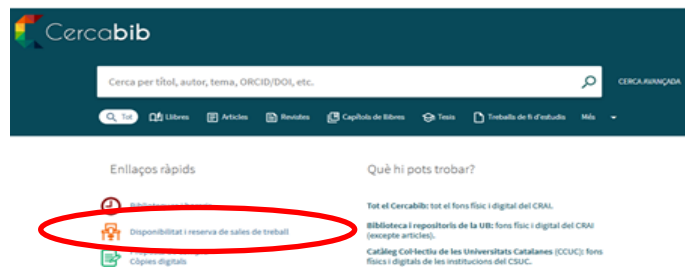 Cercabib
Cerca per títol, autor, tema, ORCID/DOI, etc.
CERCA AVANÇADA
Tot Llibres Articles Revistes Capítols de llibres Tesis Treballs de fi d'estudis Més
Enllaços ràpids
Què hi pots trobar?
Tot el Cercabib: tot el fons físic i digital del CRAI.
Disponibilitat i reserva de sales de treball
Biblioteca i repositoris de la UB: fons físic i digital del CRAI
(excepte articles).
Còpies digitals
Catàleg Col·lectiu de les Universitats Catalanes (CCUC): fons
físics i digitals de les institucions del CSUC.